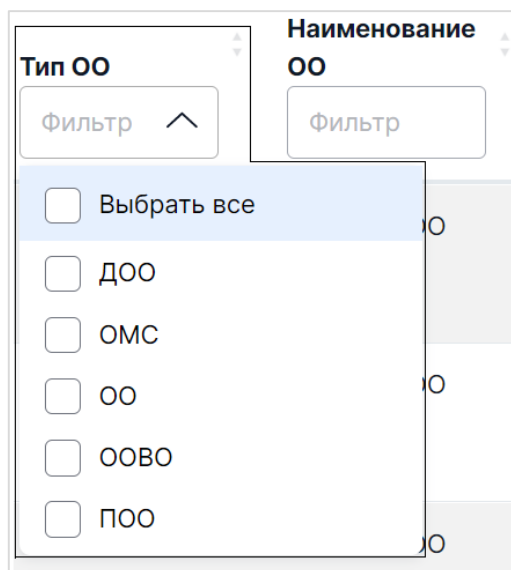 Тип ОО
Наименование
ОО
Фильтр
Фильтр
Выбрать все
ДОО
ОМС
ОО
ООВО
ПОО